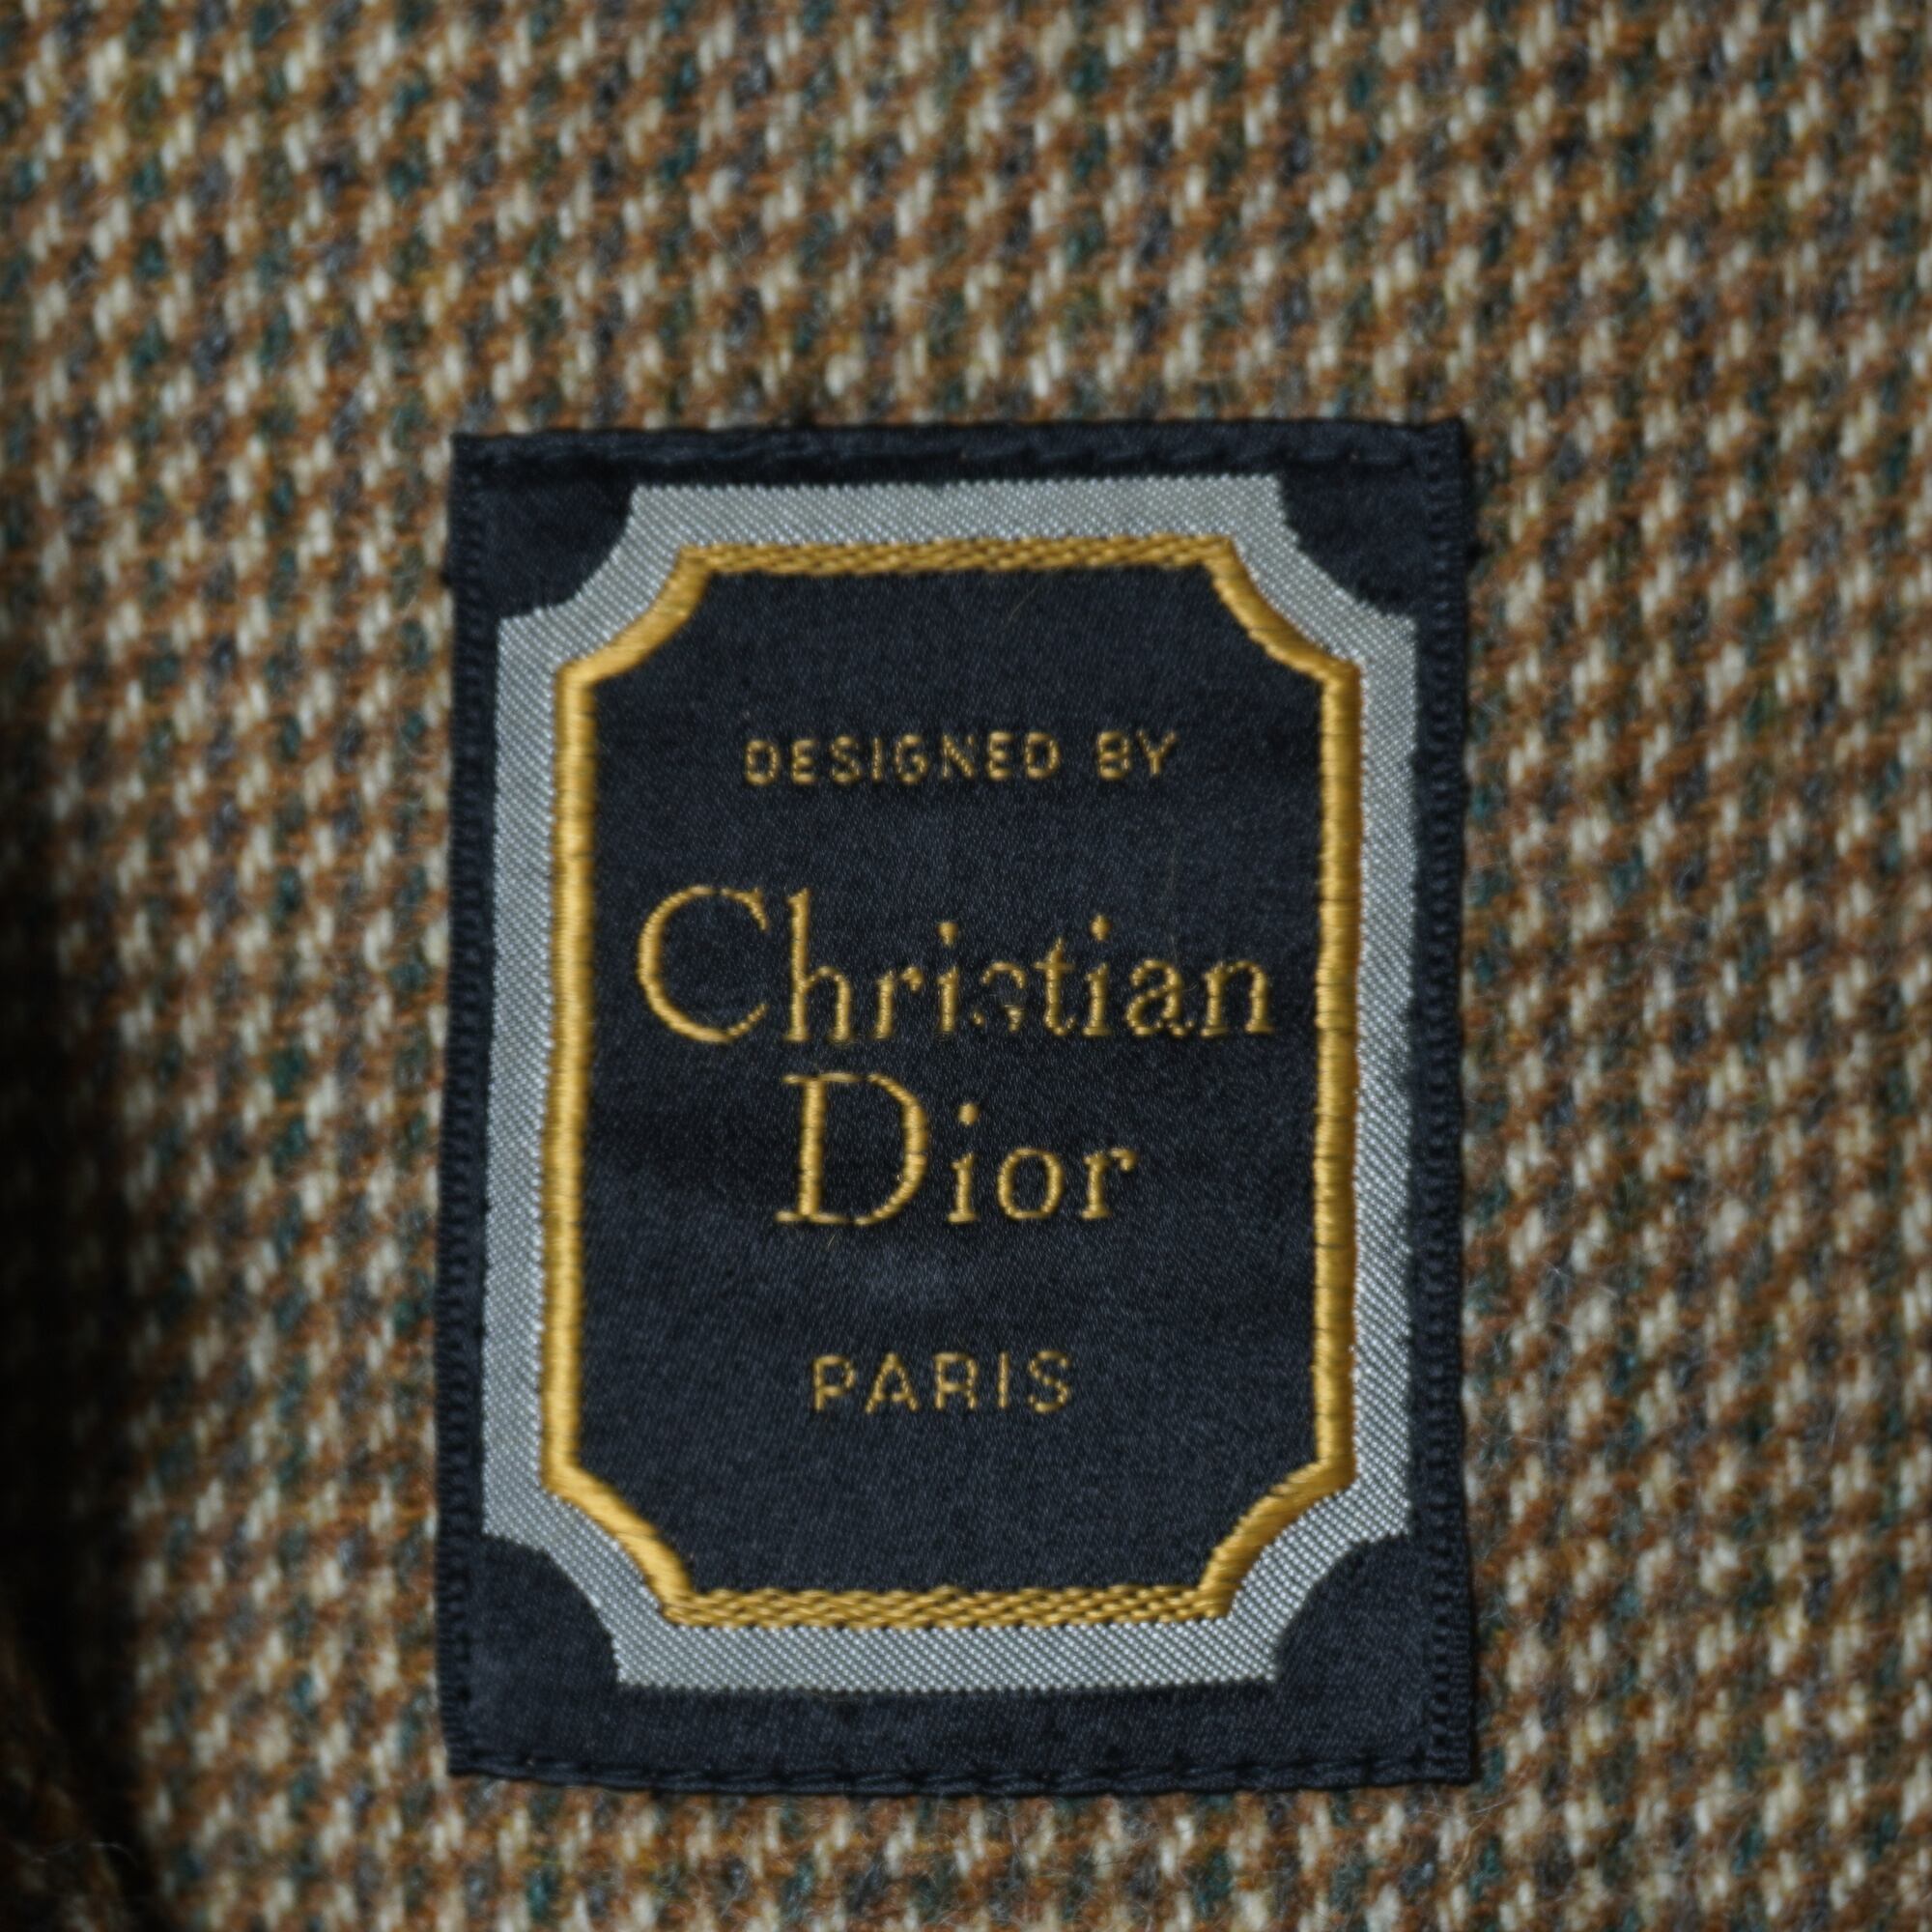 DESIGNED BY
Christian
Dior
PARIS